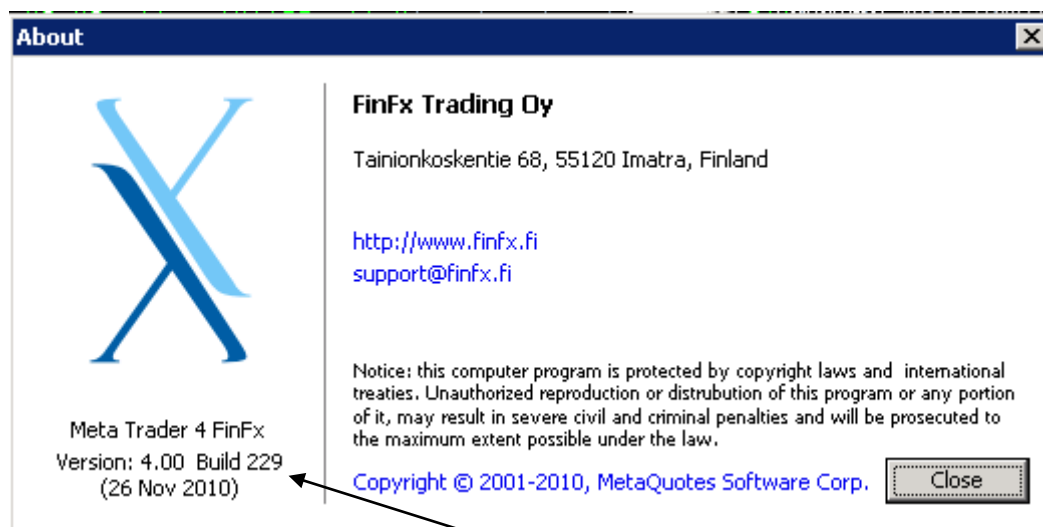 About
FinFx Trading Oy
Tainionkoskentie 68, 55120 Imatra, Finland
http://www.finfx.fi
support@finfx.fi
Notice: this computer program is protected by copyright laws and international
treaties. Unauthorized reproduction or distrubution of this program or any portion
of it, may result in severe civil and criminal penalties and will be prosecuted to
the maximum extent possible under the law.
Meta Trader 4 FinFx
Version: 4.00 Build 229
(26 Nov 2010)
Copyright © 2001-2010, MetaQuotes Software Corp.
Close